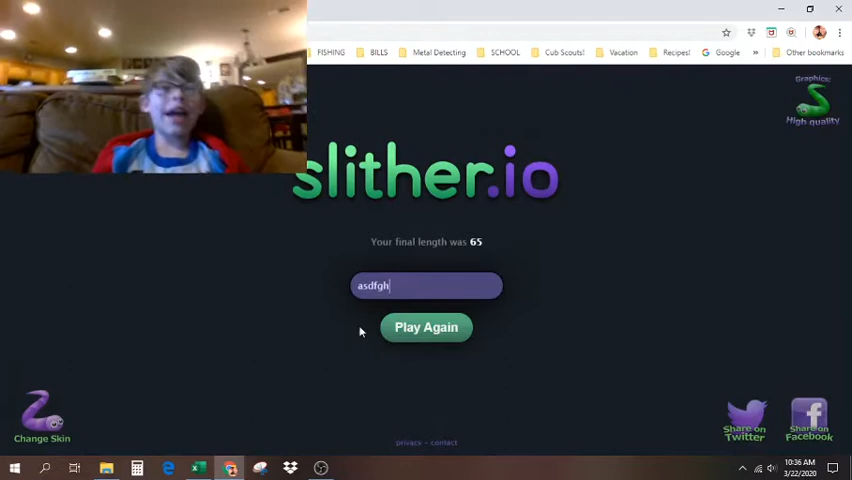 FISHING BILLS Metal Detecting SCHOOL Cub Scouts! Vacation Recipes! Google » Other bookmarks
Graphics:
High quality
slither.io
Your final length was 65
asdfgh
Play Again
Change Skin
Share on
Twitter
Share on
Facebook
privacy - contact
10:36 AM
3/22/2020